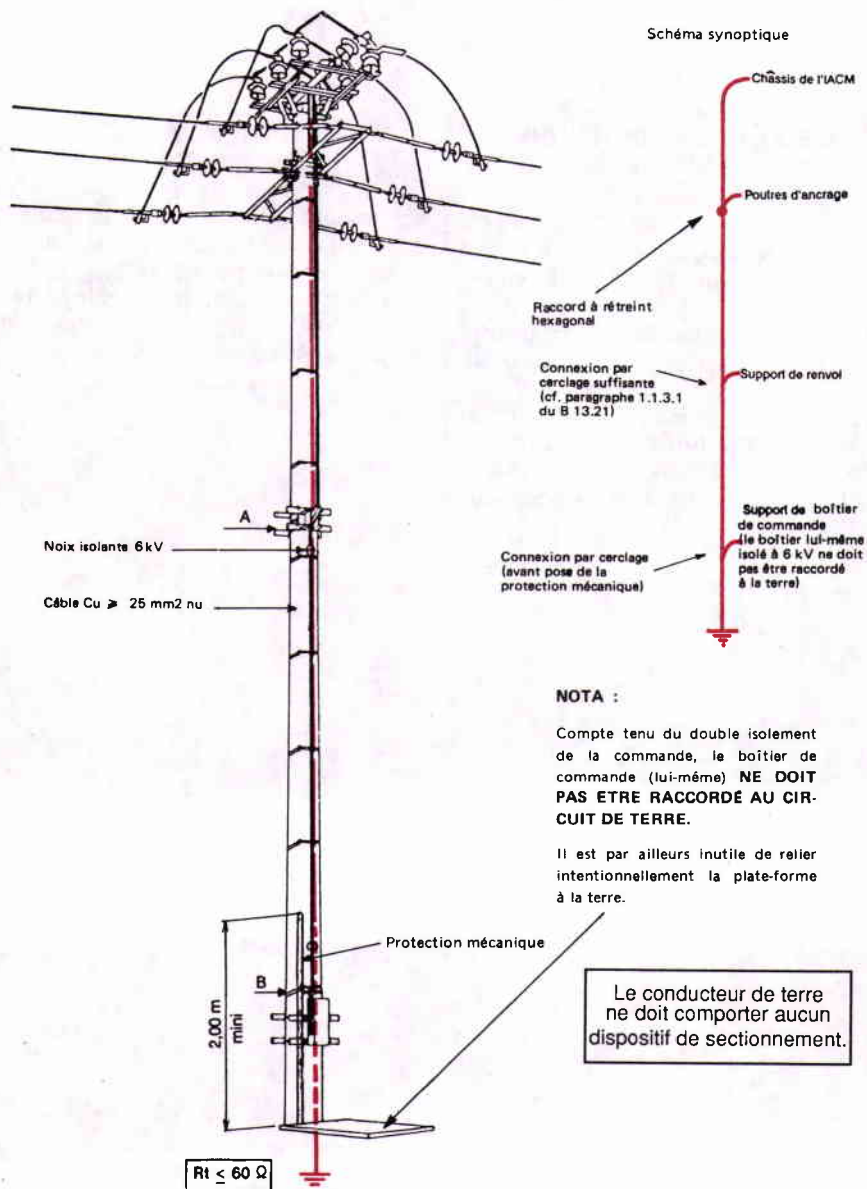 Schéma synoptique
Châssis de l'IACM
Poutres d'ancrage
Raccord à rétreint
hexagonal
Connexion par
cerclage suffisante
(cf. paragraphe 1.1.3.1
du B 13.21)
Support de renvoi
A
Noix isolante 6 kV
Câble Cu ⩾ 25 mm2 nu
Support de boîtier
de commande
(le boîtier lui-même
isolé à 6 kV ne doit
pas être raccordé
à la terre)
Connexion par cerclage
(avant pose de la
protection mécanique)
NOTA :
Compte tenu du double isolement
de la commande, le boîtier de
commande (lui-même) NE DOIT
PAS ETRE RACCORDÉ AU CIR-
CUIT DE TERRE.
Il est par ailleurs inutile de relier
intentionnellement la plate-forme
à la terre.
Protection mécanique
B
2,00 m
mini
Le conducteur de terre
ne doit comporter aucun
dispositif de sectionnement.
Rt ≤ 60 Ω